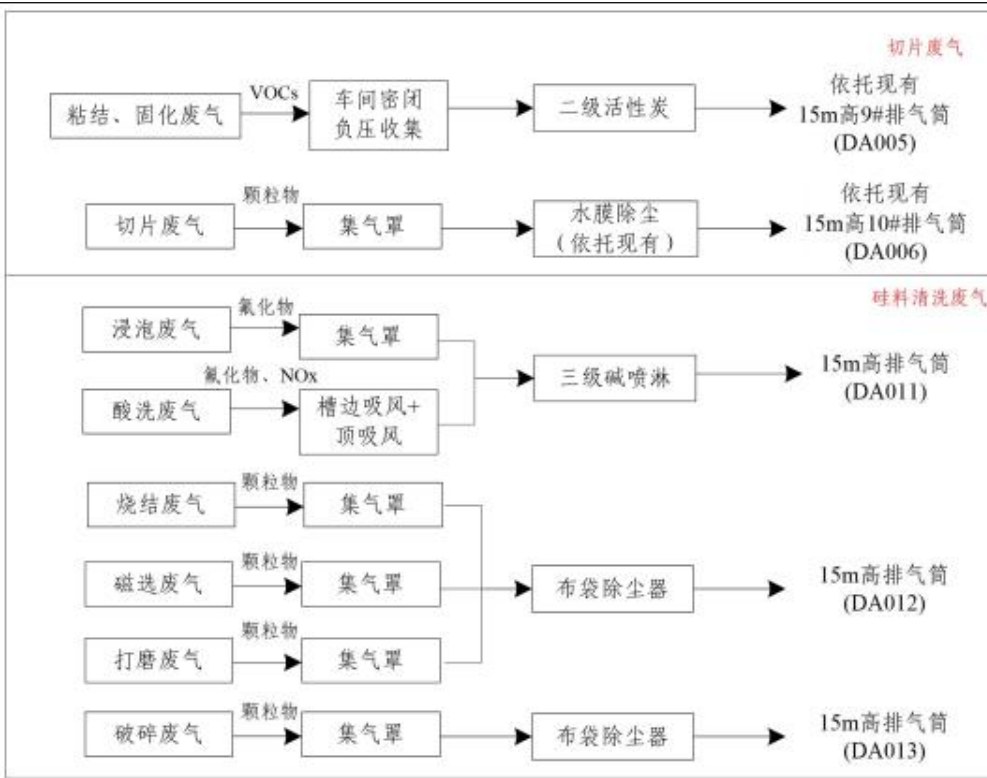 切片废气
粘结、固化废气
VOCs
车间密闭
负压收集
二级活性炭
依托现有
15m高9#排气筒
(DA005)
切片废气
颗粒物
集气罩
水膜除尘
(依托现有)
依托现有
15m高10#排气筒
(DA006)
硅料清洗废气
浸泡废气
氟化物
集气罩
酸洗废气
氟化物、NOx
槽边吸风+
顶吸风
三级碱喷淋
15m高排气筒
(DA011)
烧结废气
颗粒物
集气罩
磁选废气
颗粒物
集气罩
打磨废气
颗粒物
集气罩
布袋除尘器
15m高排气筒
(DA012)
破碎废气
颗粒物
集气罩
布袋除尘器
15m高排气筒
(DA013)